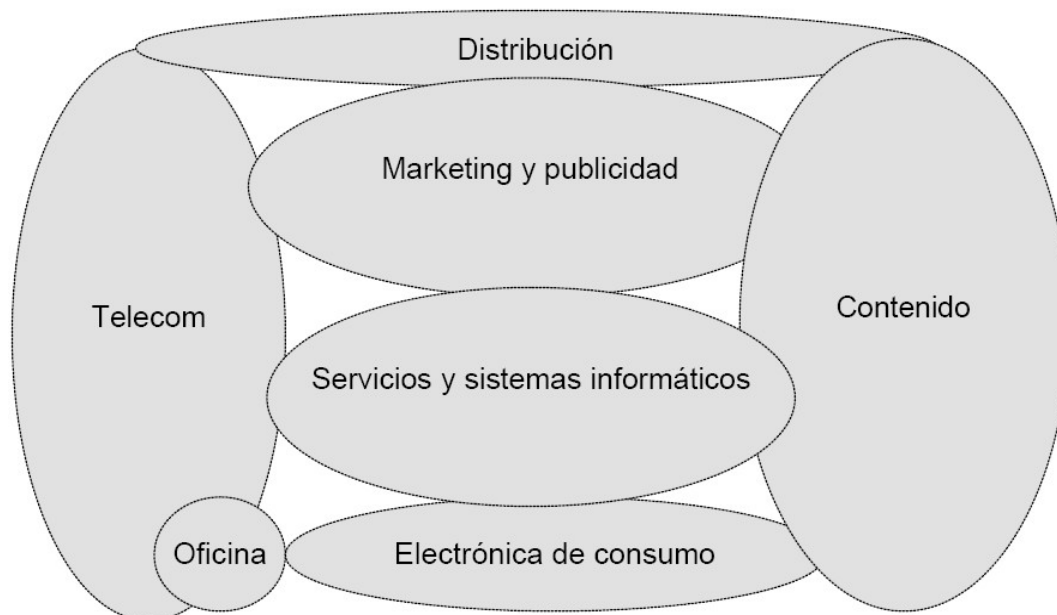 Distribución
Marketing y publicidad
Telecom
Contenido
Servicios y sistemas informáticos
Oficina
Electrónica de consumo